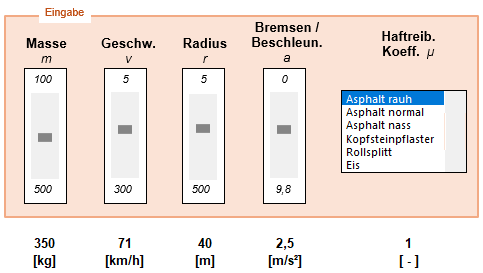 Eingabe
Masse
m
Geschw.
v
Radius
r
Bremsen /
Beschleun.
a
Haftreib.
Koeff. μ
100 5 5 0
500 300 500 9,8
Asphalt rauh
Asphalt normal
Asphalt nass
Kopfsteinpflaster
Rollsplitt
Eis
350 71 40 2,5 1
[kg] [km/h] [m] [m/s²] [ - ]